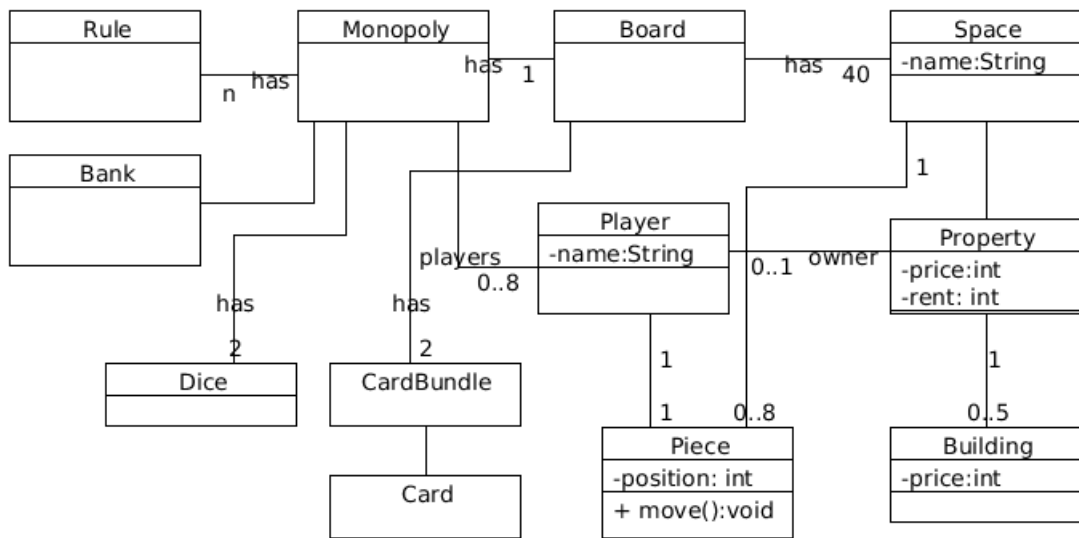 Rule
Monopoly
Board
Space
-name:String
has
1
has
40
n
has
Bank
1
Player
-name:String
players
0..8
0..1
owner
Property
-price:int
-rent: int
has
2
has
2
1
1
0..8
1
0..5
Dice
CardBundle
Card
Piece
-position: int
+ move():void
Building
-price:int